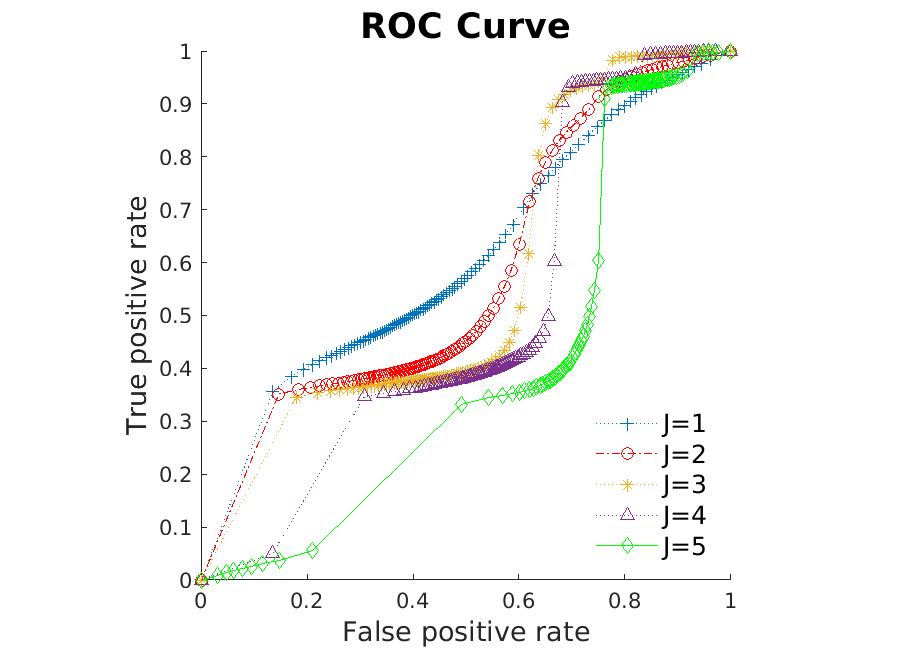 ROC Curve
True positive rate
1
0.9
0.8
0.7
0.6
0.5
0.4
0.3
0.2
0.1
0
0
0.2
0.4
0.6
0.8
1
False positive rate
J=1
J=2
J=3
J=4
J=5